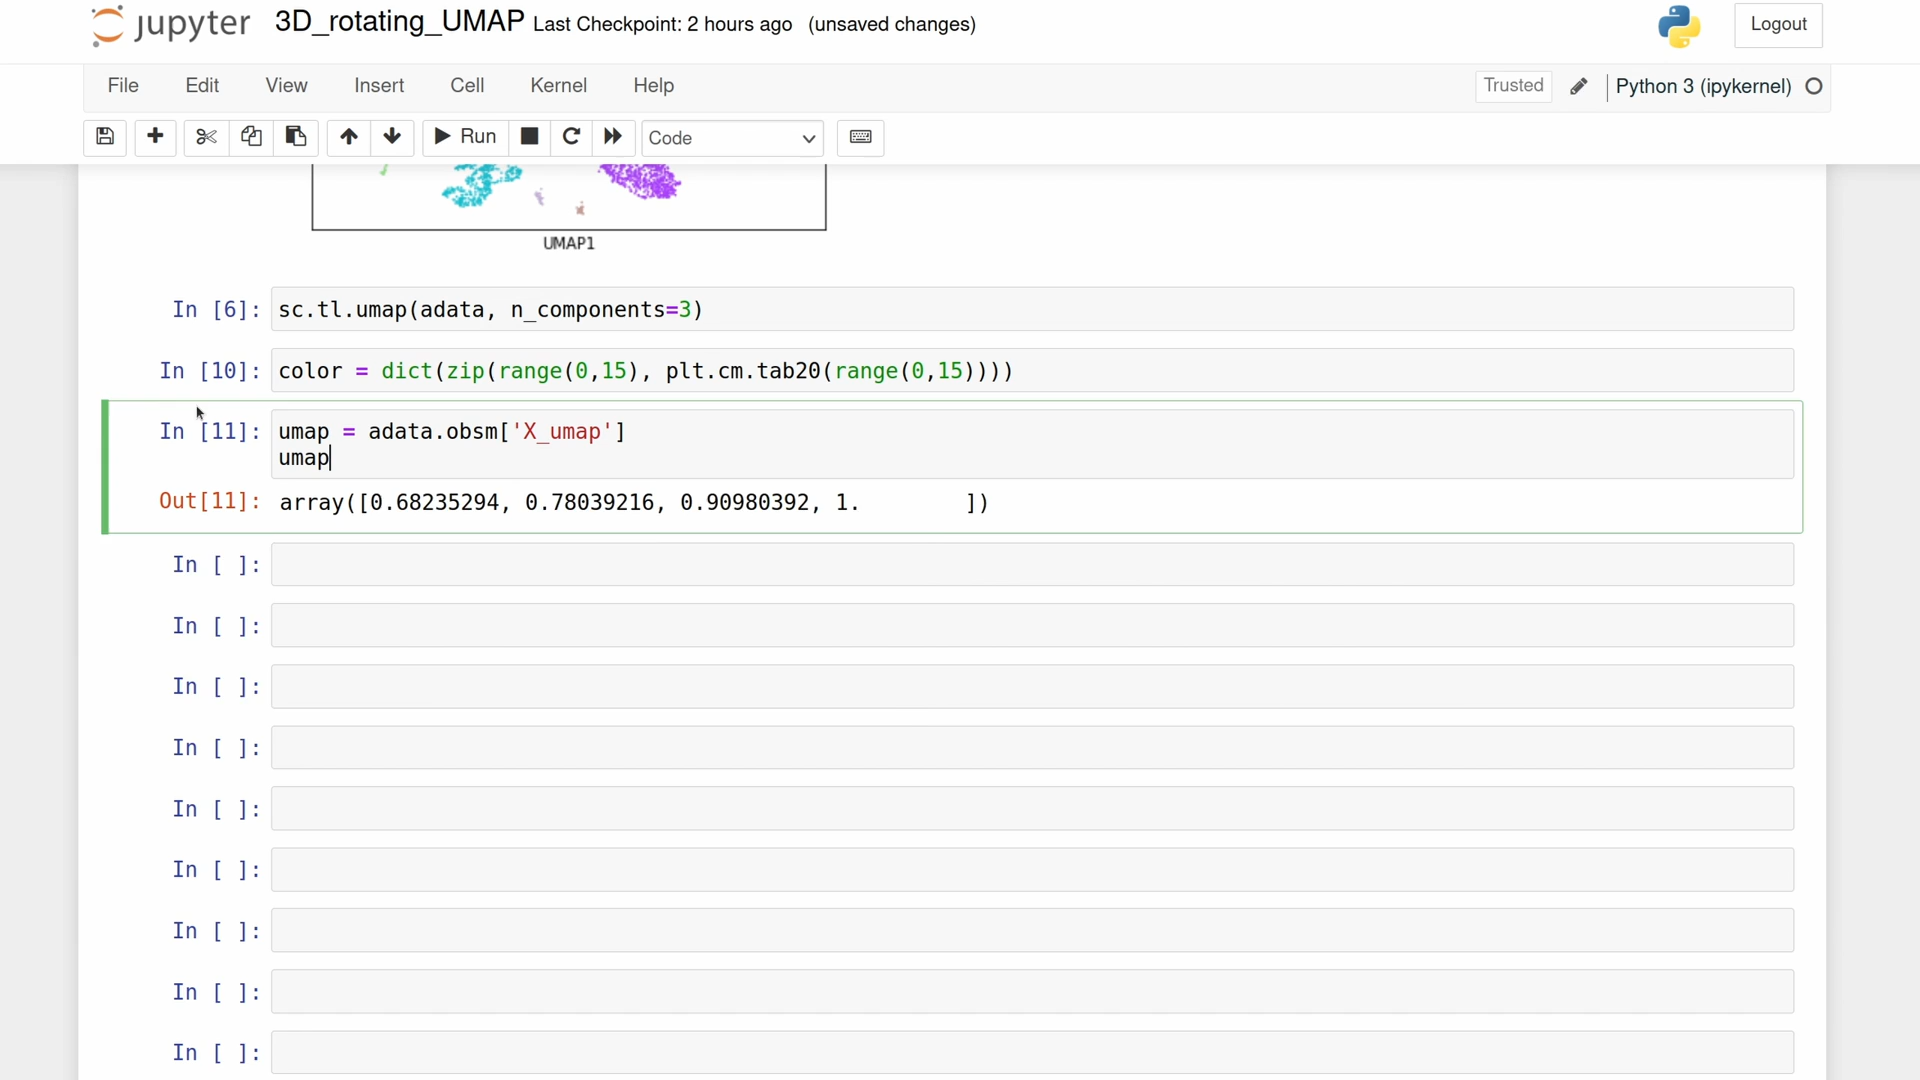 jupyter 3D_rotating_UMAP Last Checkpoint: 2 hours ago (unsaved changes) Logout
File Edit View Insert Cell Kernel Help Trusted Python 3 (ipykernel)
Run Code
UMAP1
In [6]: sc.tl.umap(adata, n_components=3)
In [10]: color = dict(zip(range(0,15), plt.cm.tab20(range(0,15))))
In [11]: umap = adata.obsm['X_umap']
umap
Out[11]: array([0.68235294, 0.78039216, 0.90980392, 1.        ])
In [ ]:
In [ ]:
In [ ]:
In [ ]:
In [ ]:
In [ ]:
In [ ]:
In [ ]:
In [ ]: